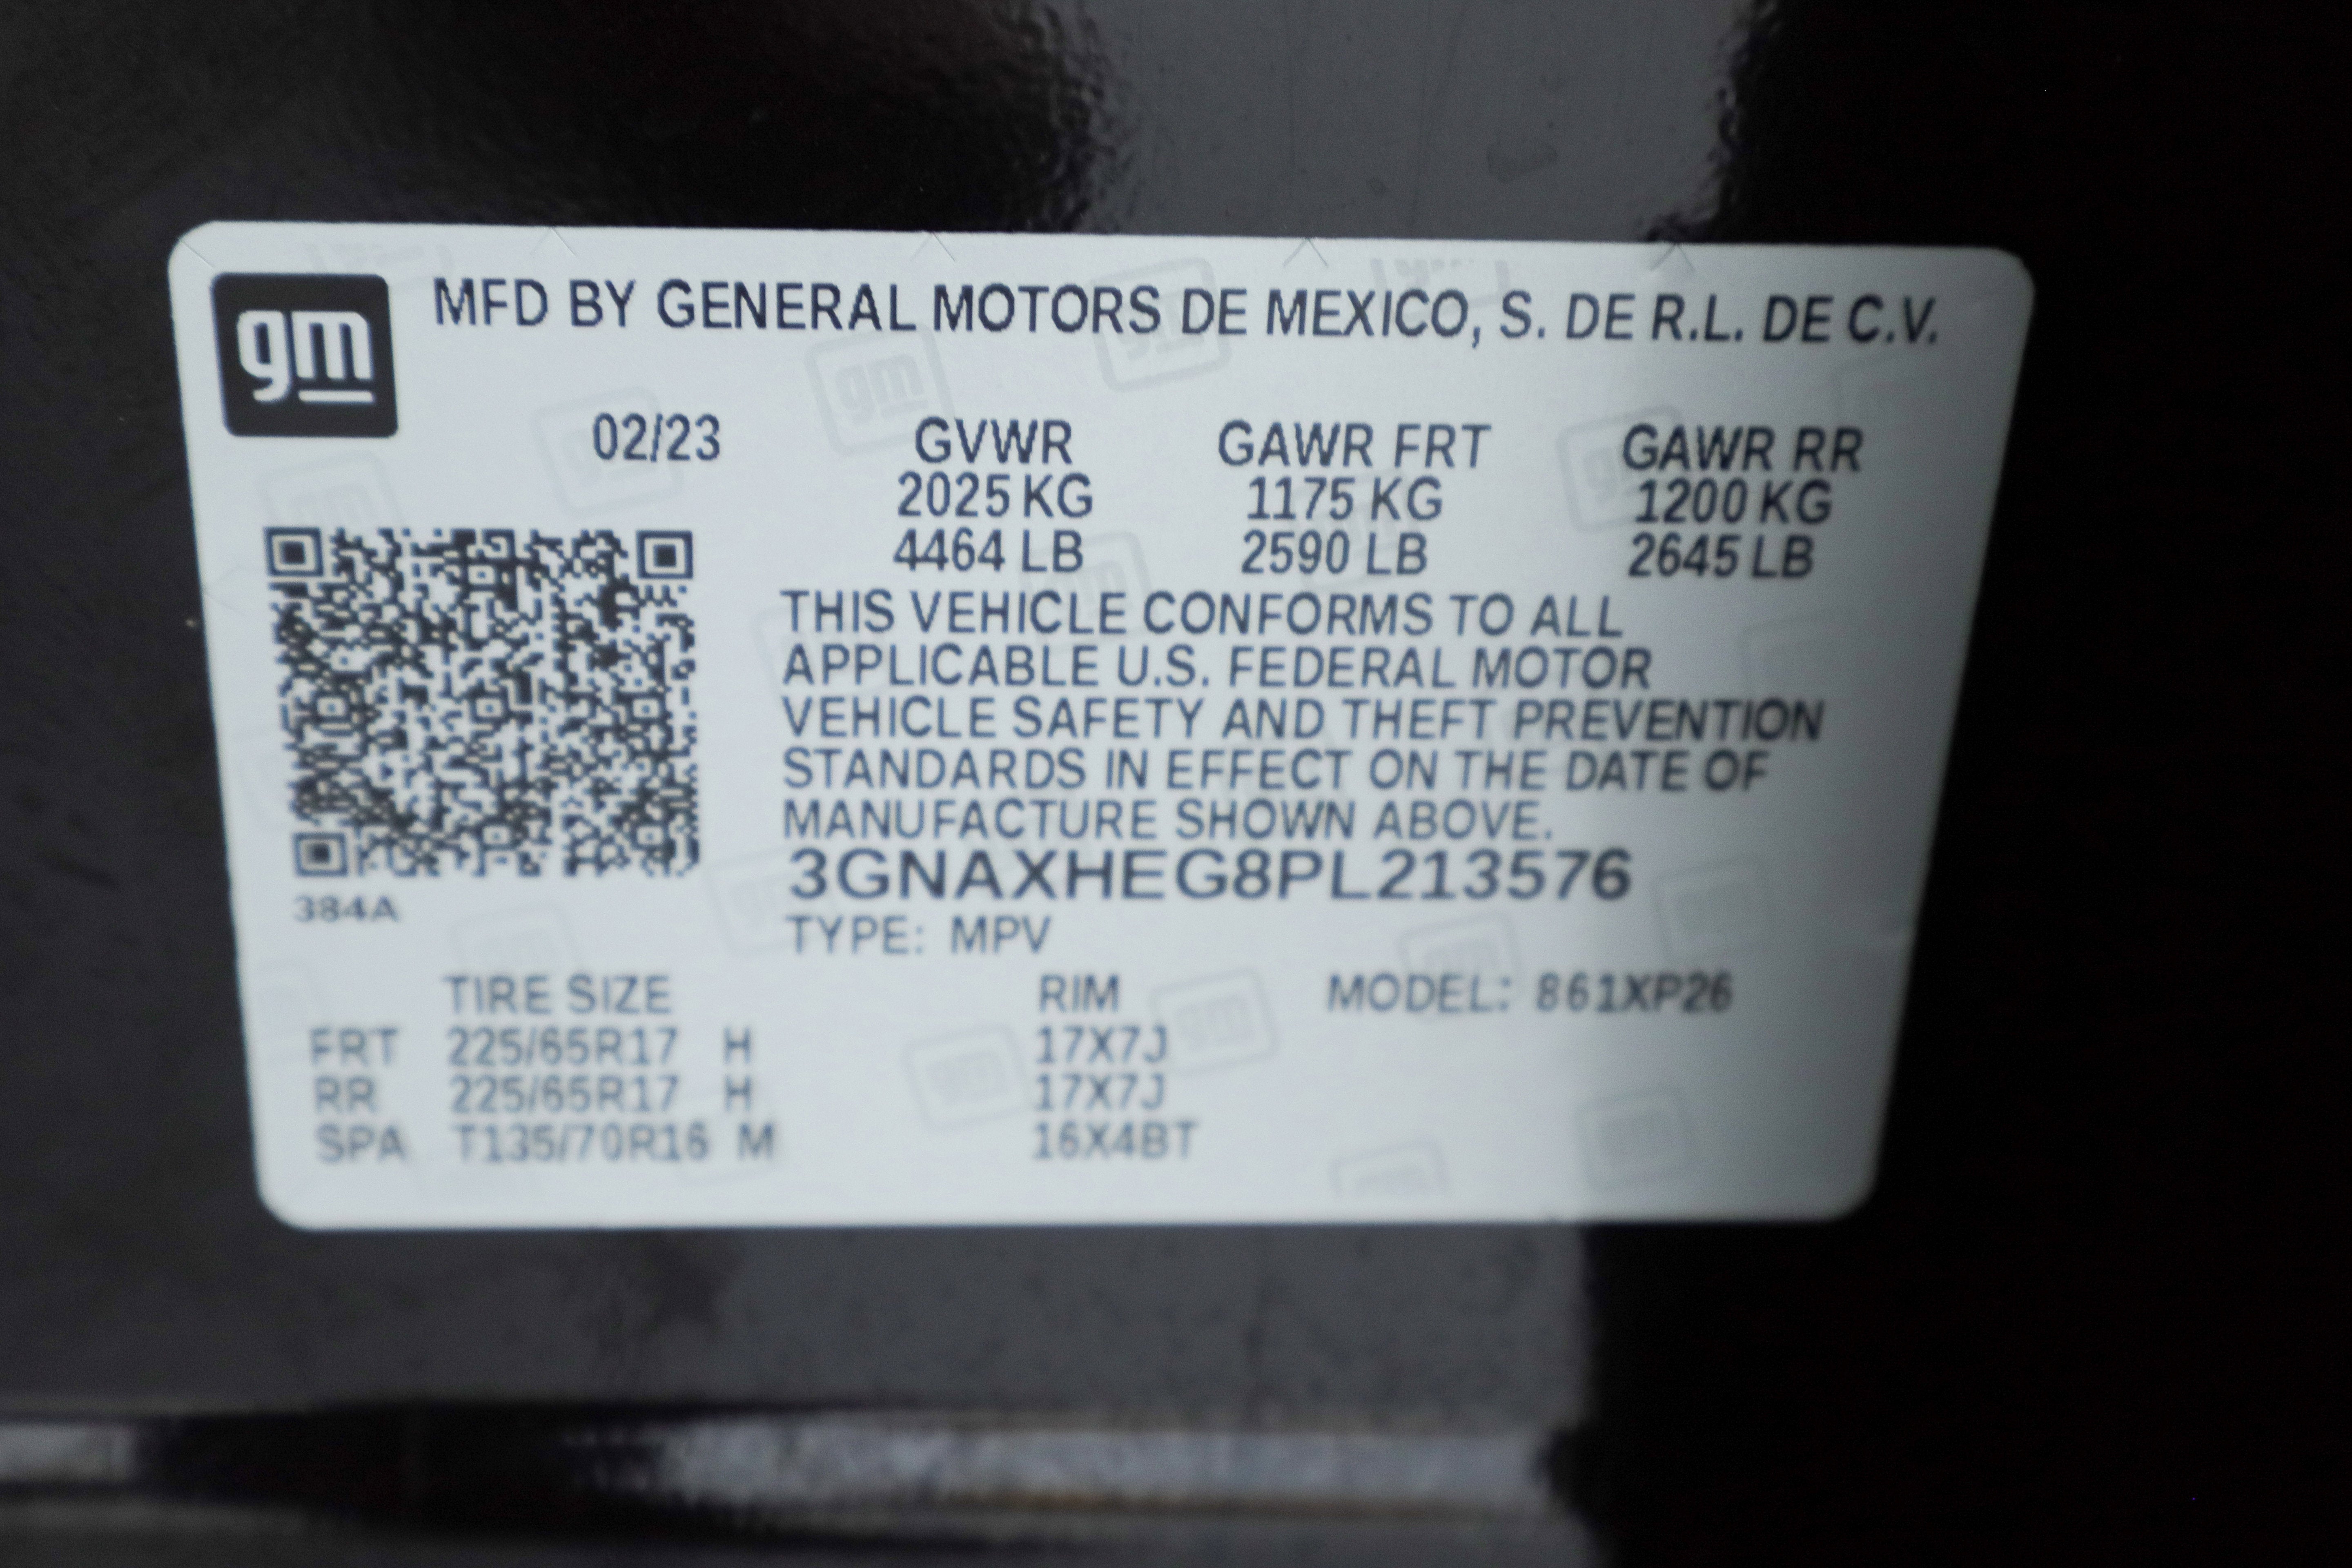 gm
MFD BY GENERAL MOTORS DE MEXICO, S. DE R.L. DE C.V.
02/23 GVWR GAWR FRT GAWR RR
2025 KG 1175 KG 1200 KG
4464 LB 2590 LB 2645 LB
THIS VEHICLE CONFORMS TO ALL
APPLICABLE U.S. FEDERAL MOTOR
VEHICLE SAFETY AND THEFT PREVENTION
STANDARDS IN EFFECT ON THE DATE OF
MANUFACTURE SHOWN ABOVE.
3GNAXHEG8PL213576
384A
TYPE: MPV
TIRE SIZE RIM MODEL: 861XP26
FRT 225/65R17 H 17X7J
RR 225/65R17 H 17X7J
SPA T135/70R16 M 16X4BT